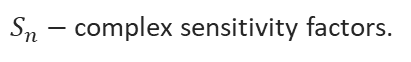 Sₙ – complex sensitivity factors.